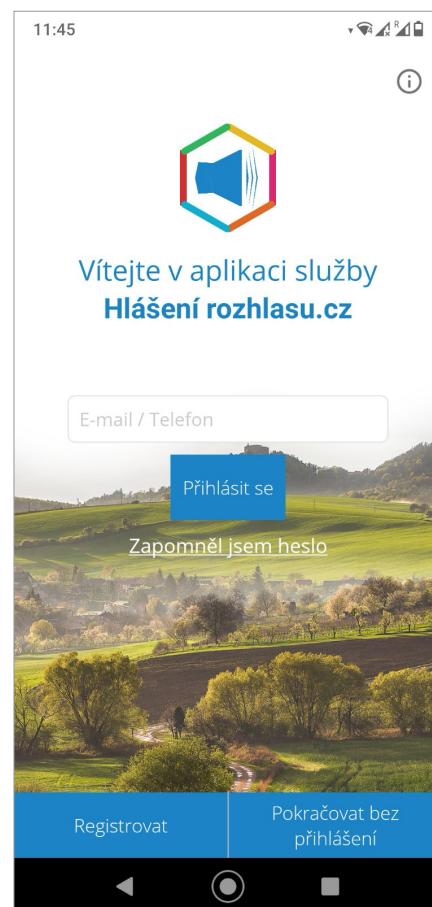 11:45
R
Vítejte v aplikaci služby
Hlášení rozhlasu.cz
E-mail / Telefon
Přihlásit se
Zapomněl jsem heslo
Registrovat
Pokračovat bez
přihlášení